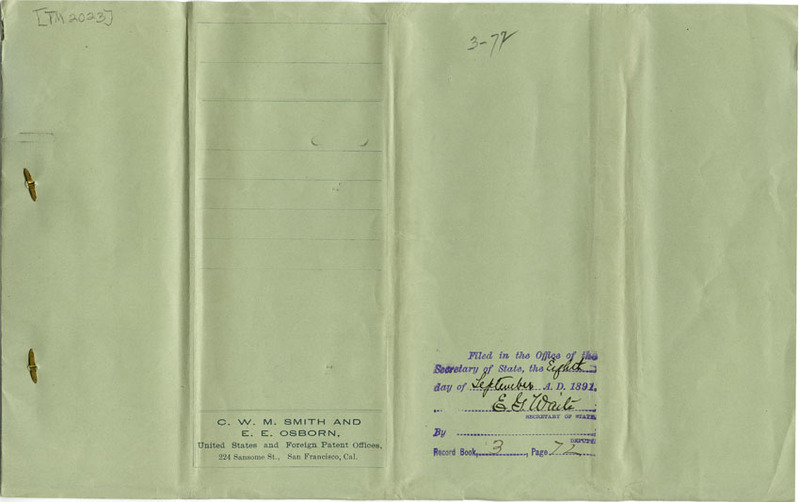 [TM 2023]
3-72
Filed in the Office of the
Secretary of State, the Eighth
day of September A. D. 1891.
E. G. Waite
SECRETARY OF STATE
By
DEPUTY.
Record Book, 3, Page 72
C. W. M. SMITH AND
E. E. OSBORN,
United States and Foreign Patent Offices,
224 Sansome St., San Francisco, Cal.